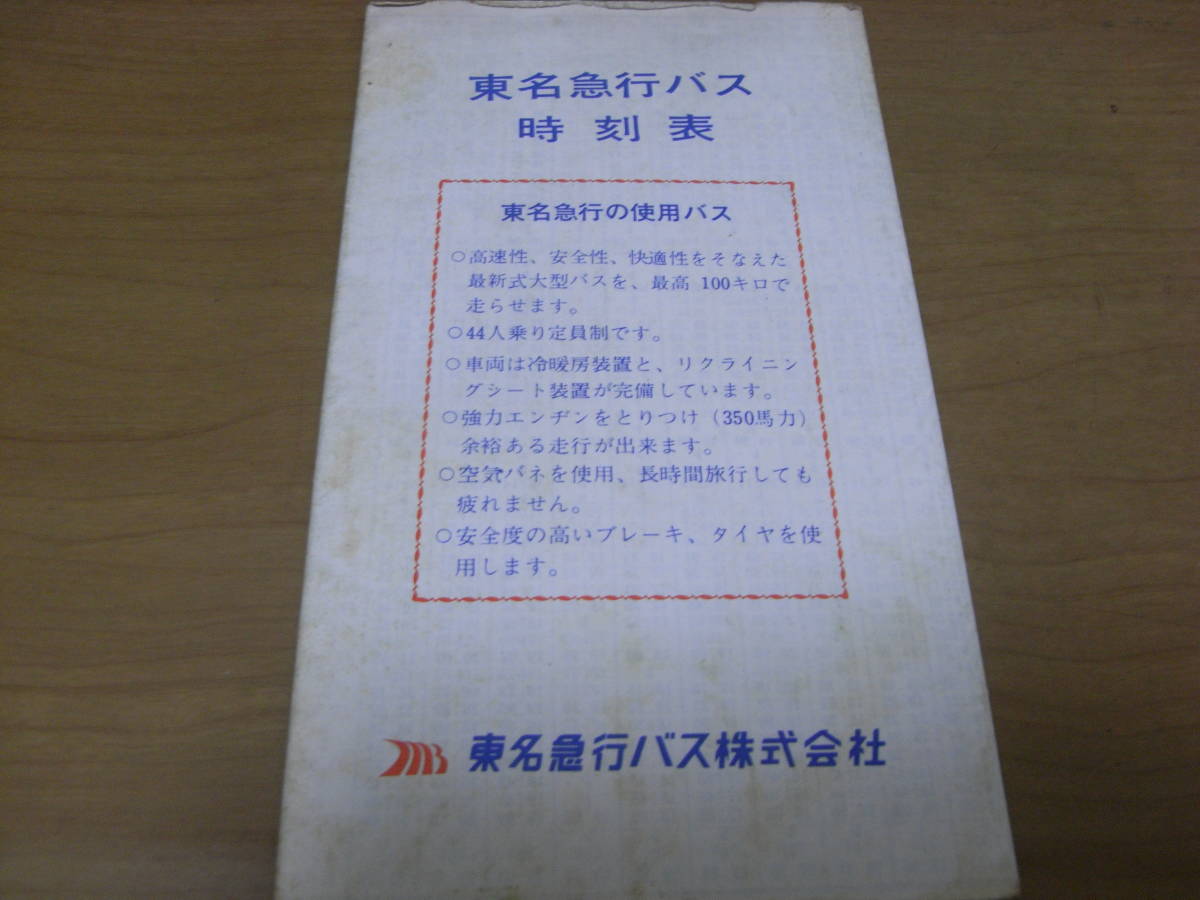 東名急行バス
時刻表
東名急行の使用バス
○高速性、安全性、快適性をそなえた
最新式大型バスを、最高 100キロで
走らせます。
○44人乗り定員制です。
○車両は冷暖房装置と、リクライニン
グシート装置が完備しています。
○強力エンヂンをとりつけ(350馬力)
余裕ある走行が出来ます。
○空気バネを使用、長時間旅行しても
疲れません。
○安全度の高いブレーキ、タイヤを使
用します。
東名急行バス株式会社